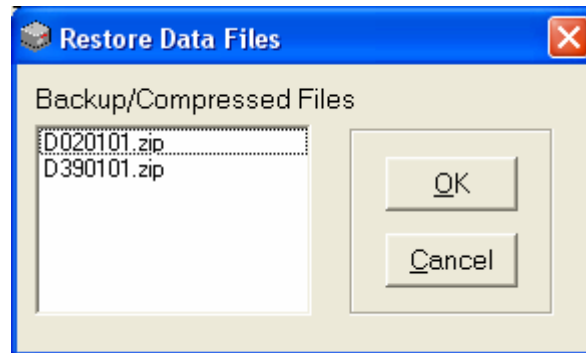 Restore Data Files
Backup/Compressed Files
D020101.zip
D390101.zip
OK
Cancel